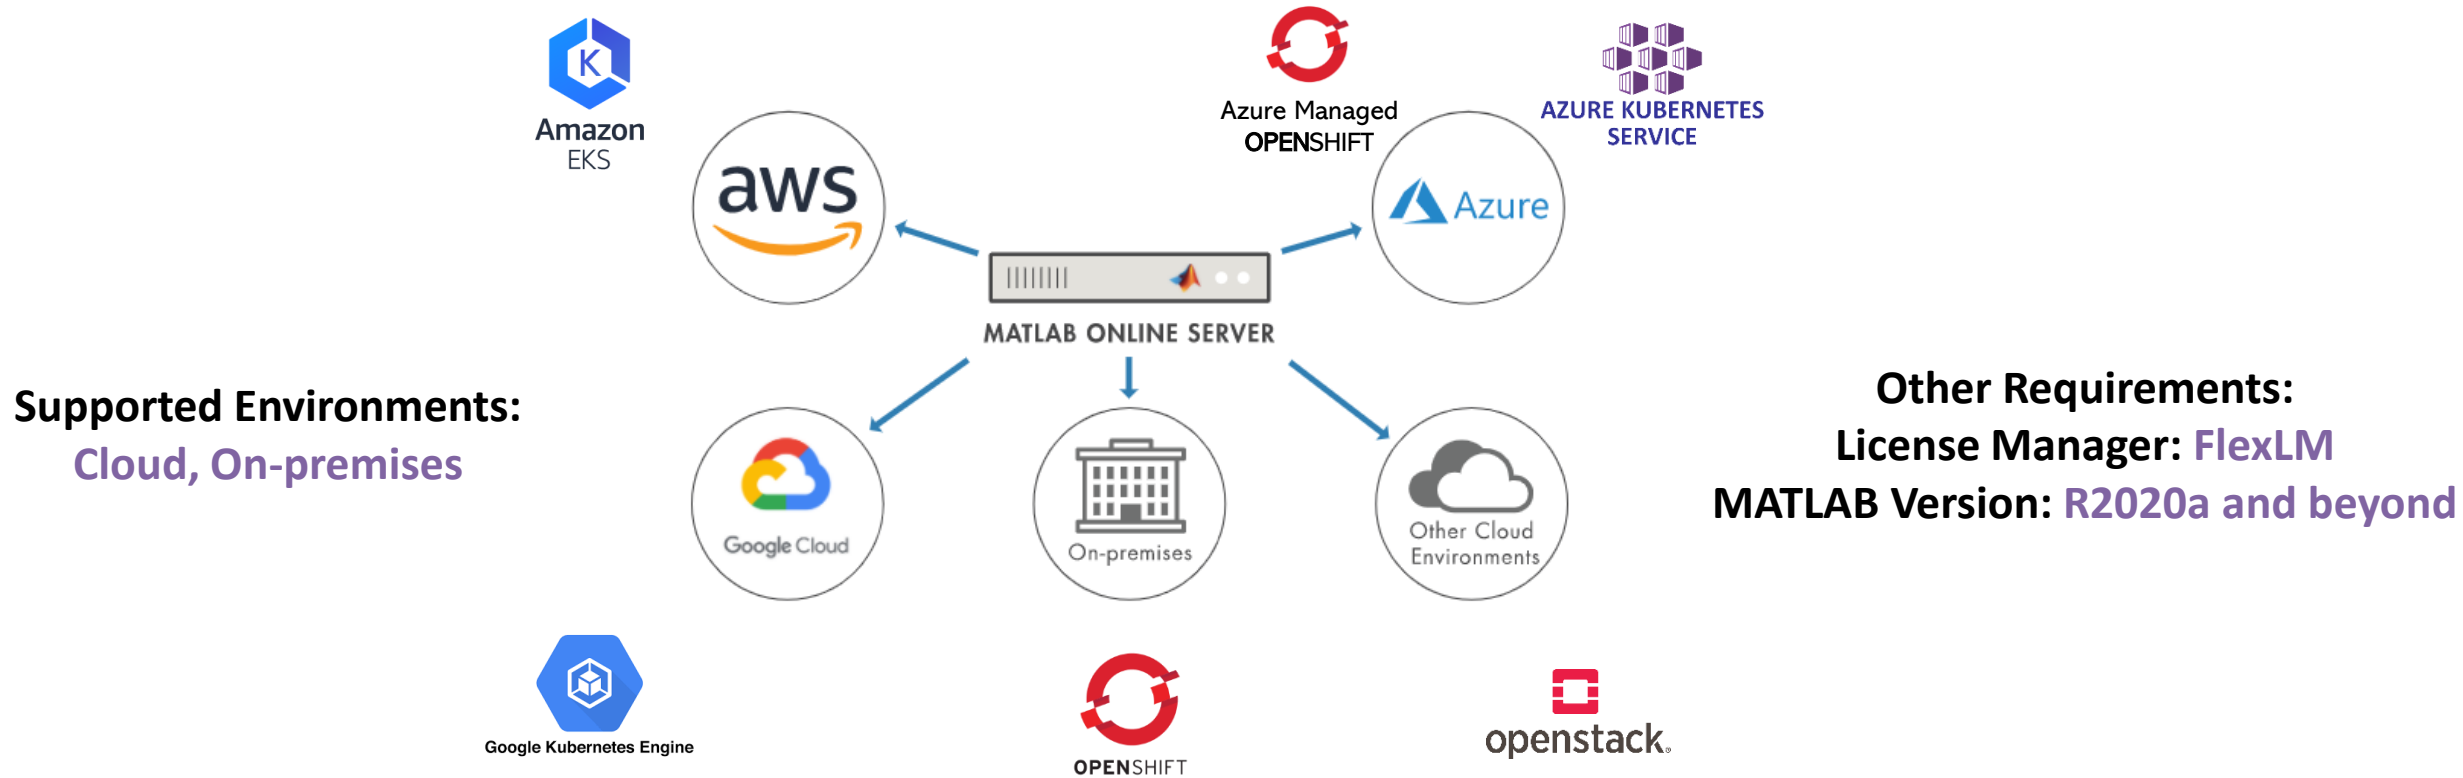 Amazon
EKS
Azure Managed
OPENSHIFT
AZURE KUBERNETES
SERVICE
aws
Azure
MATLAB ONLINE SERVER
Supported Environments:
Cloud, On-premises
Other Requirements:
License Manager: FlexLM
MATLAB Version: R2020a and beyond
Google Cloud
On-premises
Other Cloud
Environments
Google Kubernetes Engine
OPENSHIFT
openstack.